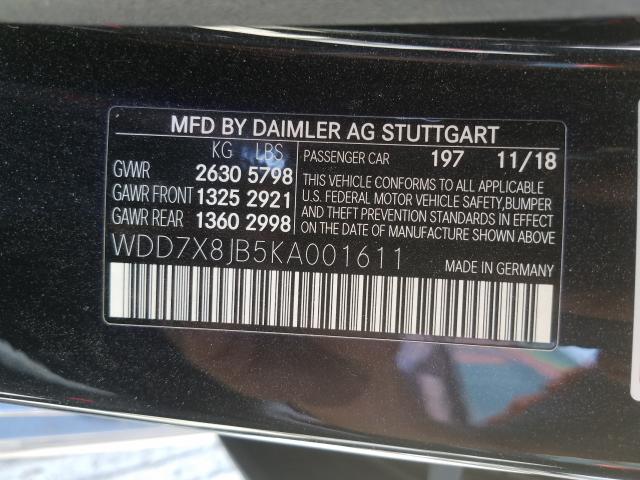 MFD BY DAIMLER AG STUTTGART
KG LBS
GVWR 2630 5798
GAWR FRONT 1325 2921
GAWR REAR 1360 2998
PASSENGER CAR 197 11/18
THIS VEHICLE CONFORMS TO ALL APPLICABLE
U.S. FEDERAL MOTOR VEHICLE SAFETY,BUMPER
AND THEFT PREVENTION STANDARDS IN EFFECT
ON THE DATE OF MANUFACTURE SHOWN ABOVE
WDD7X8JB5KA001611
MADE IN GERMANY